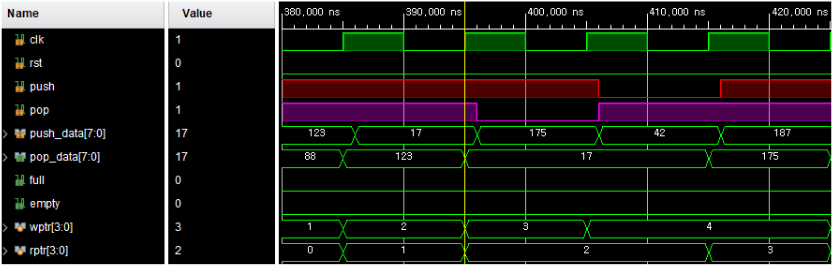 Name Value 380,000 ns 390,000 ns 400,000 ns 410,000 ns 420,000 ns
clk 1
rst 0
push 1
pop 1
push_data[7:0] 17 123 17 175 42 187
pop_data[7:0] 17 88 123 17 175
full 0
empty 0
wptr[3:0] 3 1 2 3 4
rptr[3:0] 2 0 1 2 3